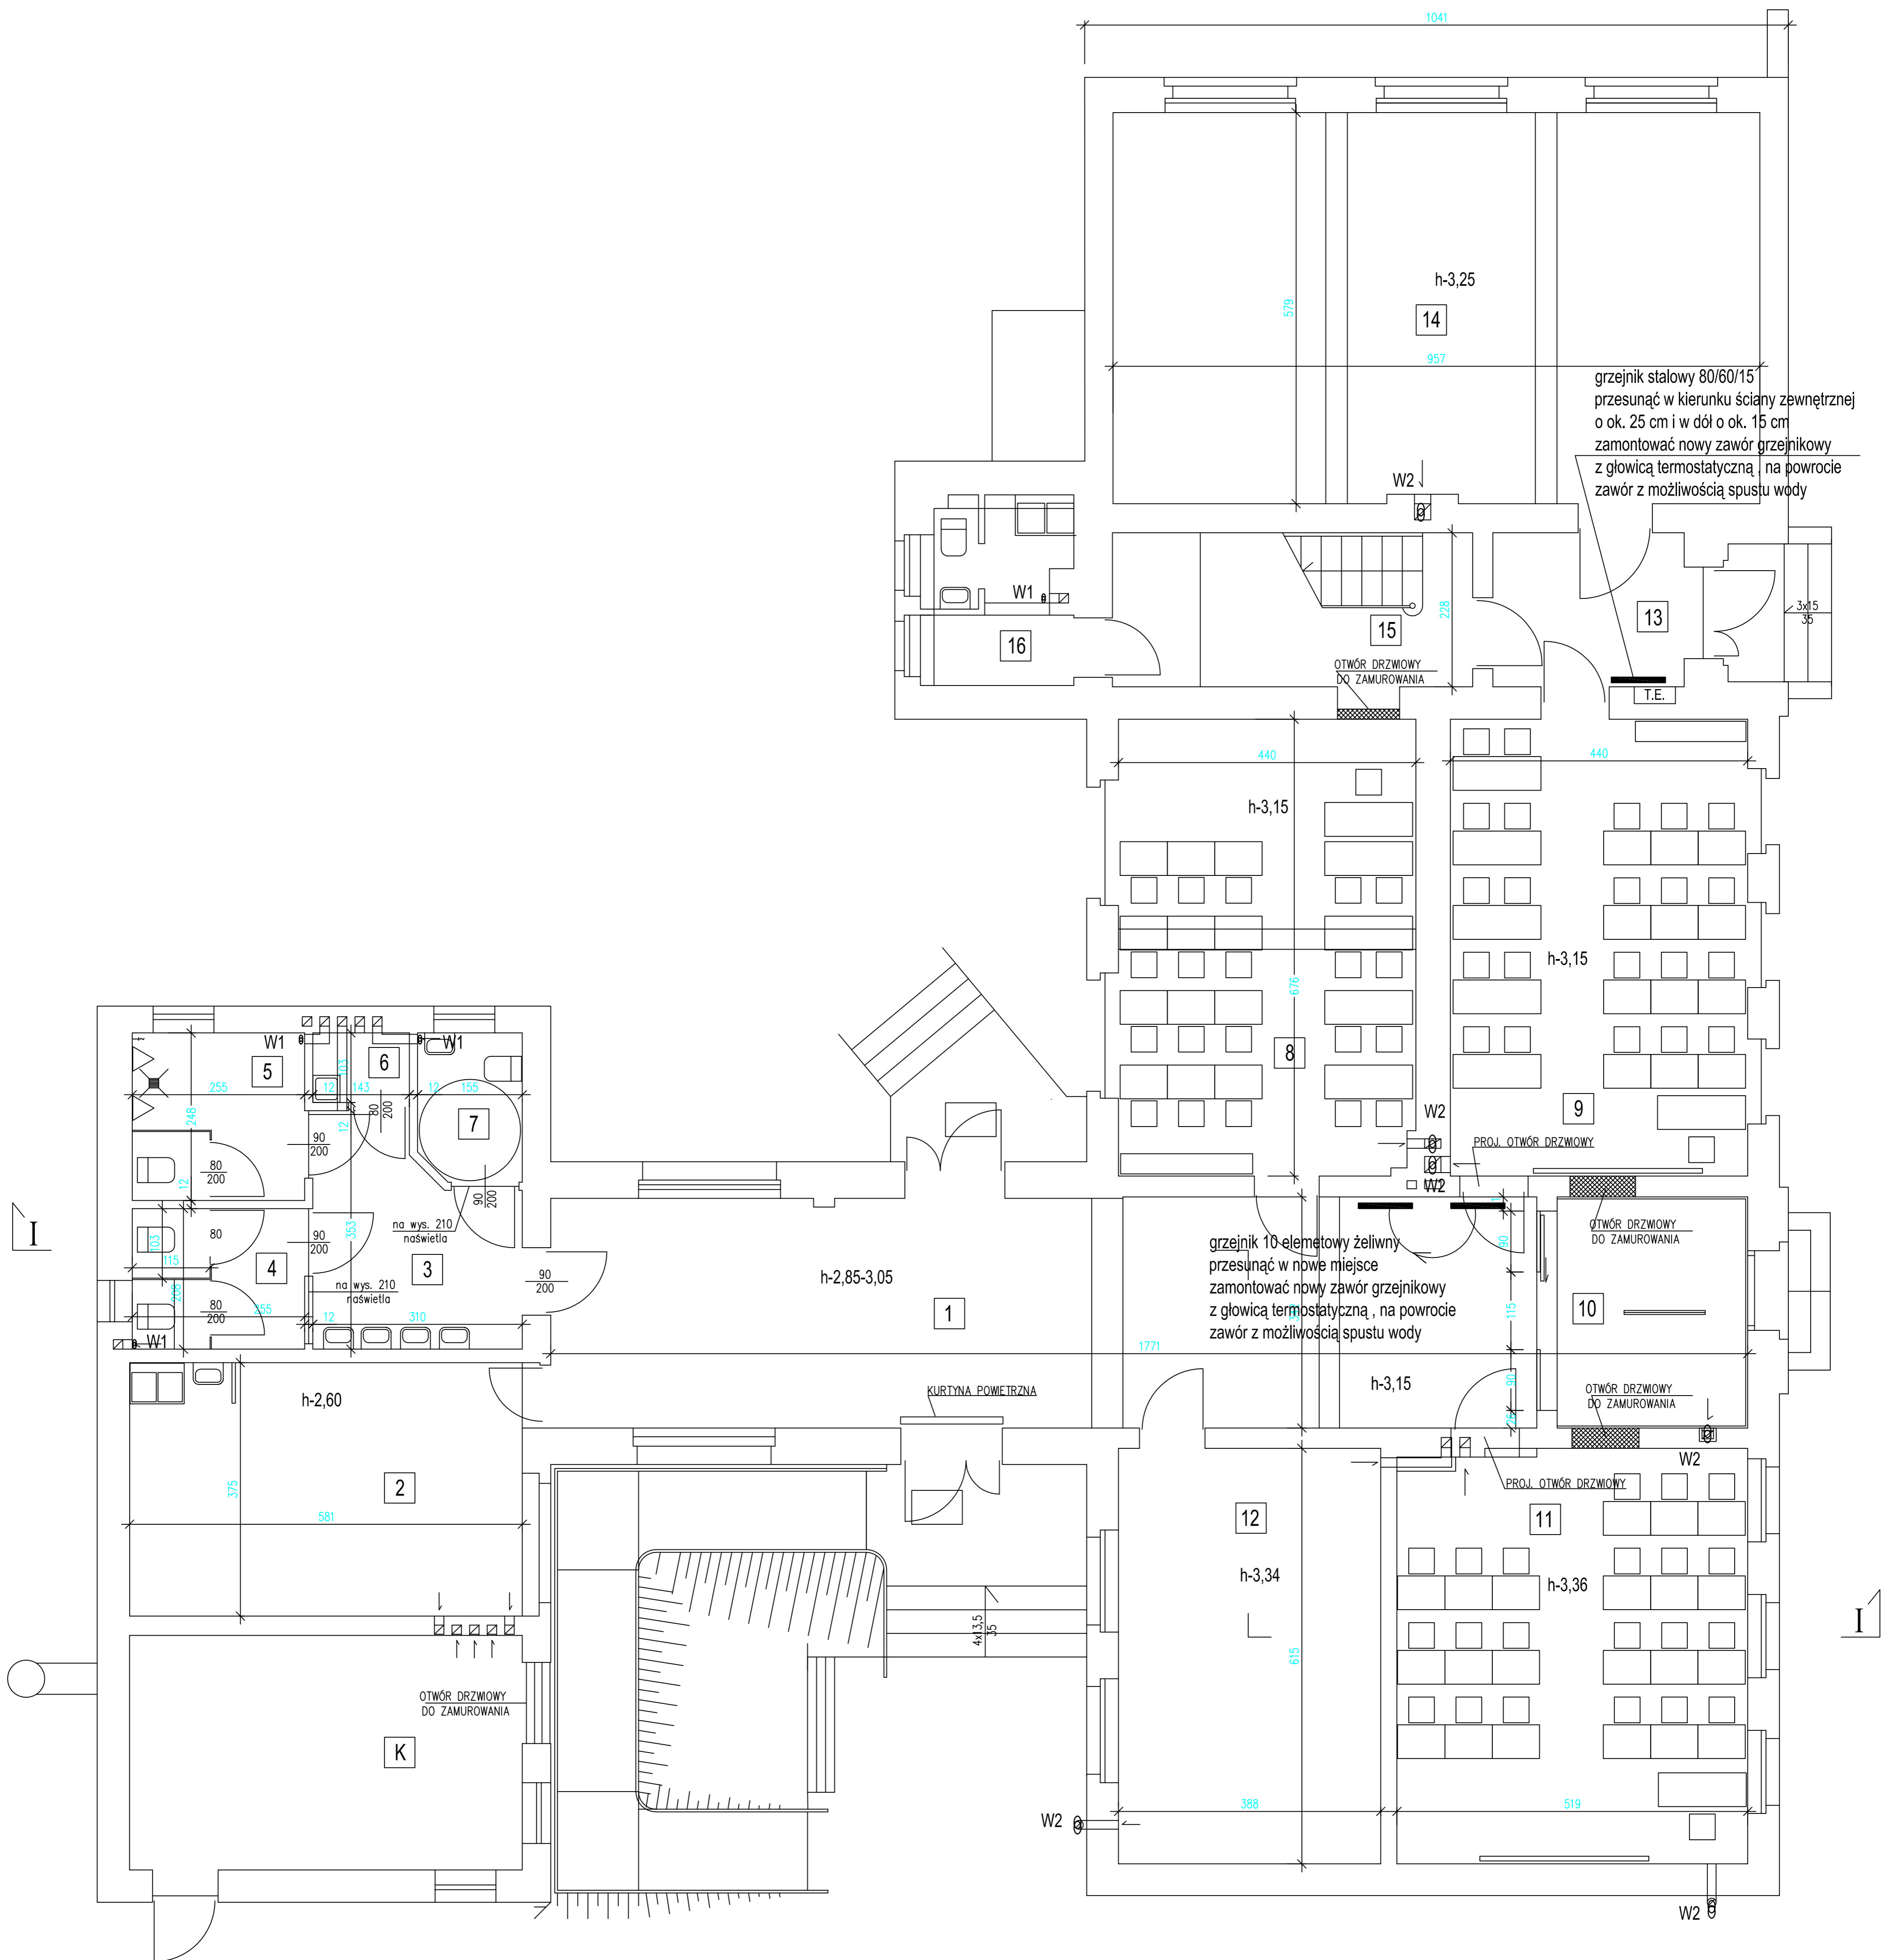 1041
h-3,25
14
579
957
grzejnik stalowy 80/60/15
przesunąć w kierunku ściany zewnętrznej
o ok. 25 cm i w dół o ok. 15 cm
zamontować nowy zawór grzejnikowy
z głowicą termostatyczną , na powrocie
zawór z możliwością spustu wody
W2
W1
16
15
228
13
3x15
35
T.E.
OTWÓR DRZWIOWY
DO ZAMUROWANIA
440
440
h-3,15
h-3,15
676
8
9
W2
W2
PROJ. OTWÓR DRZWIOWY
OTWÓR DRZWIOWY
DO ZAMUROWANIA
W1
5
6
W1
103
255
12
143
12
155
248
80
200
12
7
90
200
80
200
12
90
200
I
103
80
90
200
353
na wys. 210
naświetla
115
4
3
208
na wys. 210
naświetla
80
200
255
12
310
W1
90
200
h-2,85-3,05
1
grzejnik 10 elemetowy żeliwny
przesunąć w nowe miejsce
zamontować nowy zawór grzejnikowy
z głowicą termostatyczną , na powrocie
zawór z możliwością spustu wody
90
115
10
1771
h-3,15
90
26
OTWÓR DRZWIOWY
DO ZAMUROWANIA
KURTYNA POWIETRZNA
h-2,60
2
375
581
W2
PROJ. OTWÓR DRZWIOWY
12
11
h-3,34
h-3,36
I
4x13,5
35
615
OTWÓR DRZWIOWY
DO ZAMUROWANIA
K
388
519
W2
W2